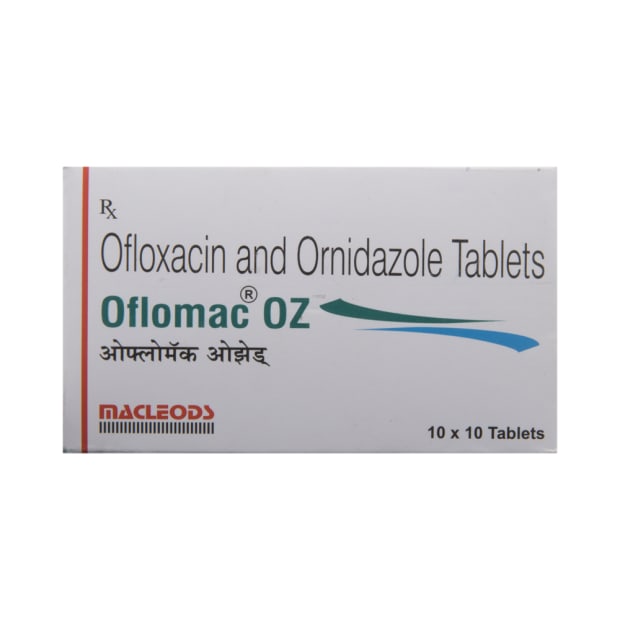 Rx
Ofloxacin and Ornidazole Tablets
Oflomac® OZ
ओफ्लोमॅक ओझेड्
MACLEODS
10 x 10 Tablets